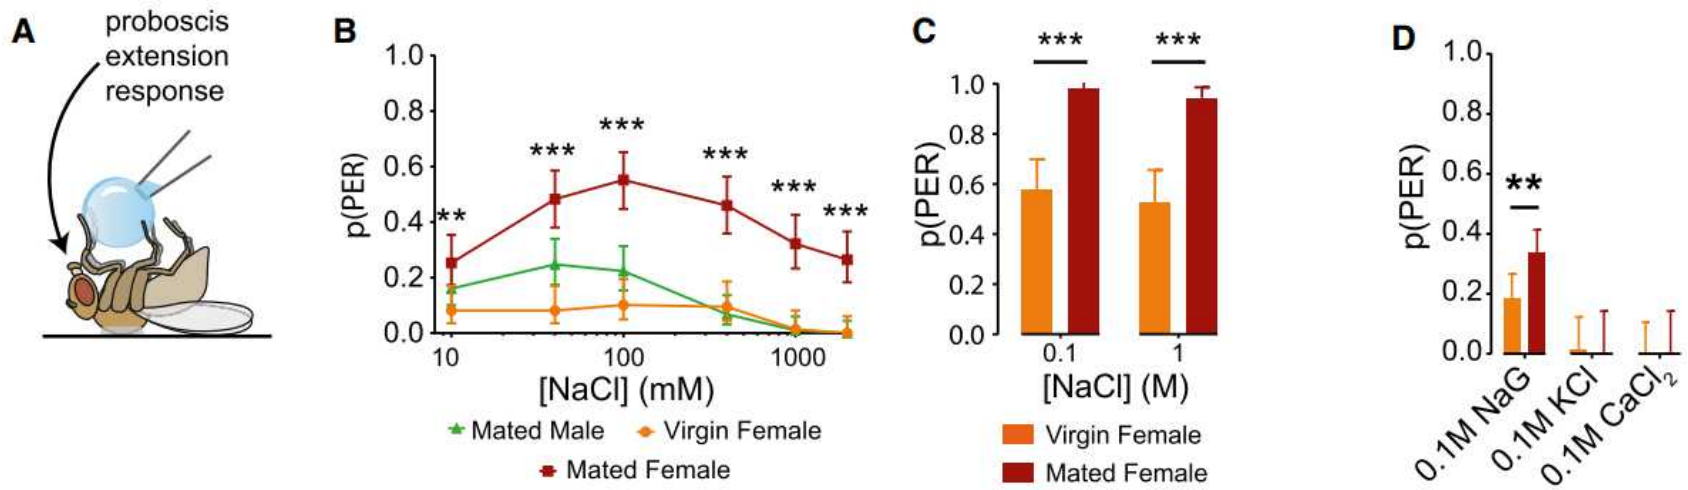 A
proboscis
extension
response
B
p(PER)
1.0
0.8
0.6
0.4
0.2
0.0
**
***
***
***
***
***
10
100
1000
[NaCl] (mM)
Mated Male
Virgin Female
Mated Female
C
p(PER)
***
***
1.0
0.8
0.6
0.4
0.2
0.0
0.1
1
[NaCl] (M)
Virgin Female
Mated Female
D
p(PER)
1.0
0.8
0.6
0.4
0.2
0.0
**
0.1M NaG
0.1M KCl
0.1M CaCl₂